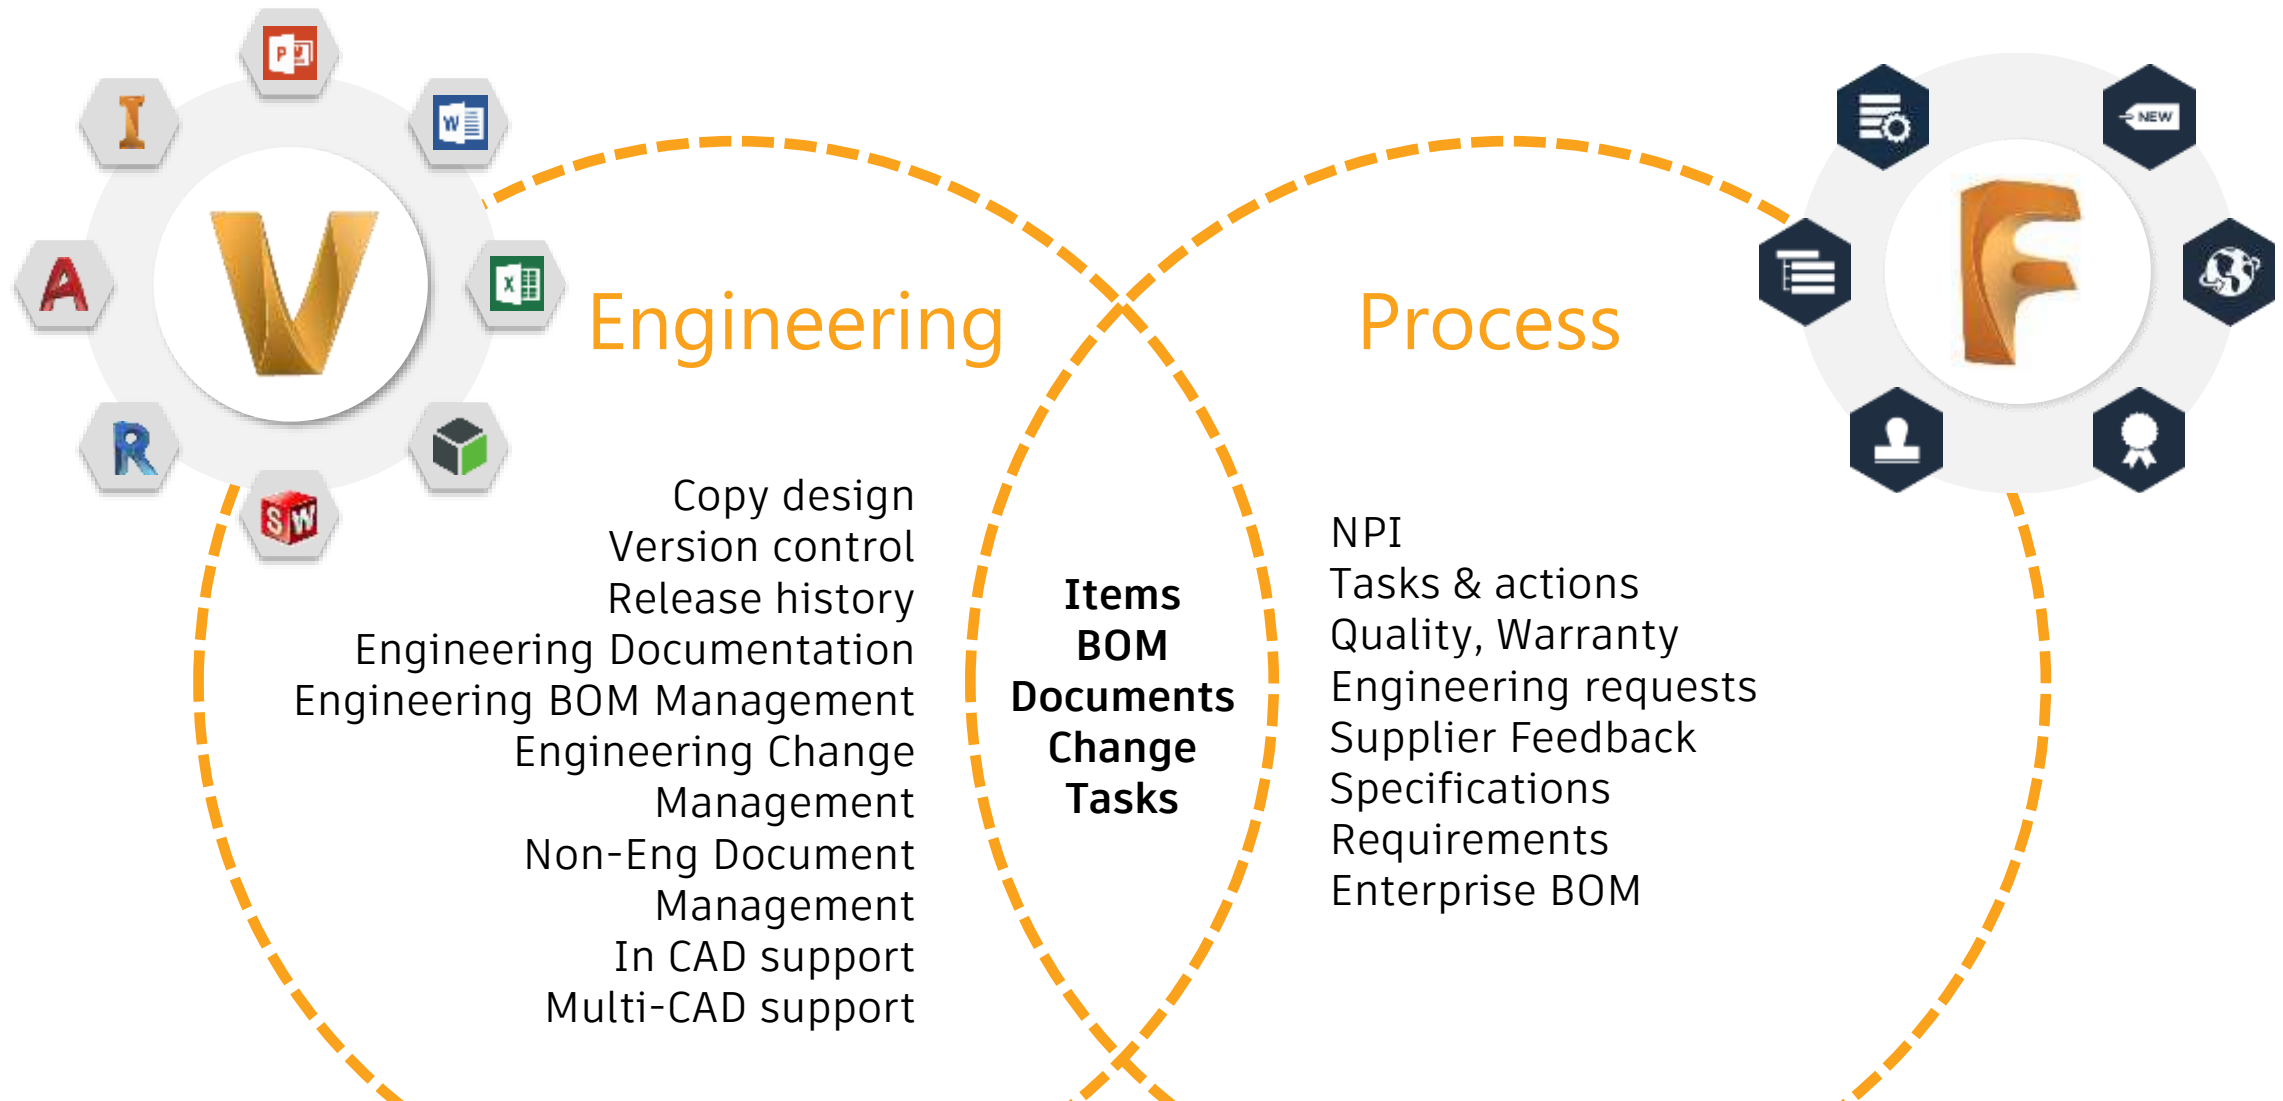 Engineering
Copy design
Version control
Release history
Engineering Documentation
Engineering BOM Management
Engineering Change
Management
Non-Eng Document
Management
In CAD support
Multi-CAD support
Items
BOM
Documents
Change
Tasks
Process
NPI
Tasks & actions
Quality, Warranty
Engineering requests
Supplier Feedback
Specifications
Requirements
Enterprise BOM
P
I
W
A
V
X
R
SW
NEW
F